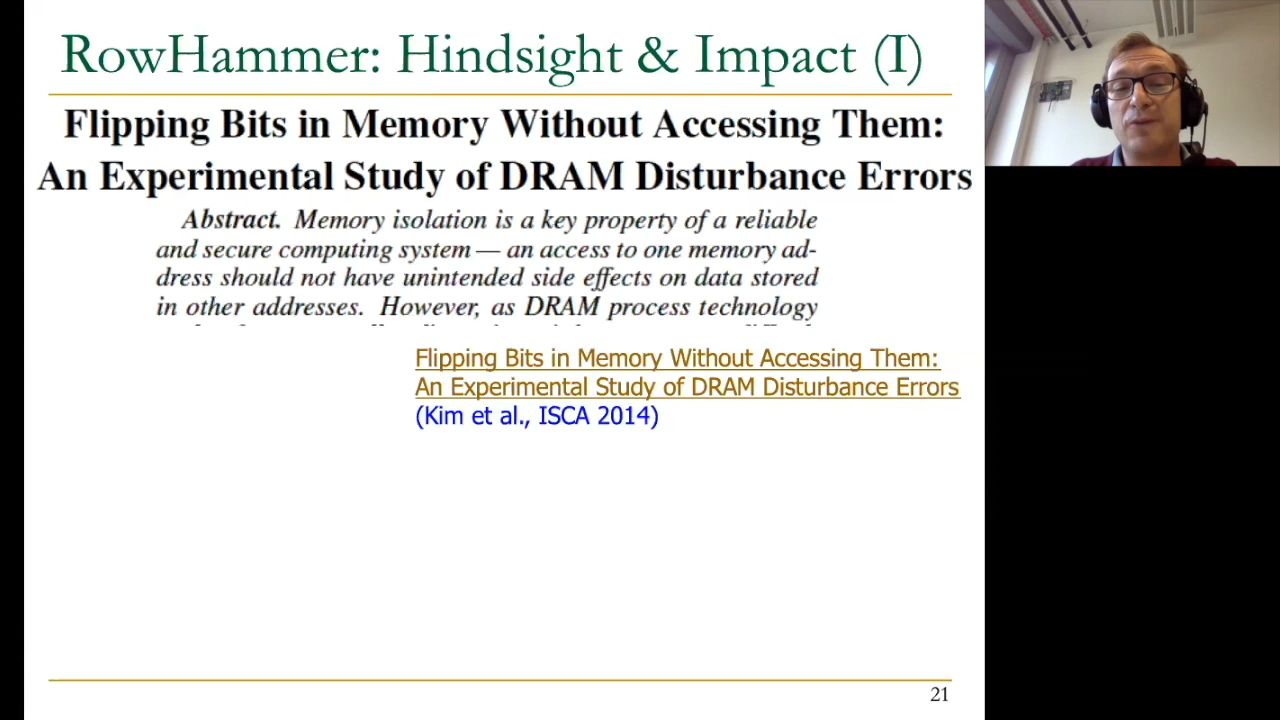 RowHammer: Hindsight & Impact (I)
Flipping Bits in Memory Without Accessing Them:
An Experimental Study of DRAM Disturbance Errors
Abstract. Memory isolation is a key property of a reliable
and secure computing system — an access to one memory ad-
dress should not have unintended side effects on data stored
in other addresses. However, as DRAM process technology
Flipping Bits in Memory Without Accessing Them:
An Experimental Study of DRAM Disturbance Errors
(Kim et al., ISCA 2014)
21